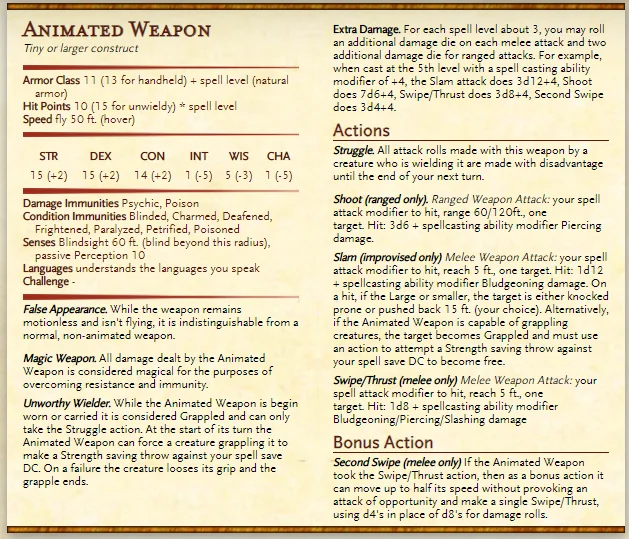 Animated Weapon
Tiny or larger construct
Armor Class 11 (13 for handheld) + spell level (natural
armor)
Hit Points 10 (15 for unwieldy) * spell level
Speed fly 50 ft. (hover)
STR DEX CON INT WIS CHA
15 (+2) 15 (+2) 14 (+2) 1 (-5) 5 (-3) 1 (-5)
Damage Immunities Psychic, Poison
Condition Immunities Blinded, Charmed, Deafened,
Frightened, Paralyzed, Petrified, Poisoned
Senses Blindsight 60 ft. (blind beyond this radius),
passive Perception 10
Languages understands the languages you speak
Challenge -
False Appearance. While the weapon remains
motionless and isn't flying, it is indistinguishable from a
normal, non-animated weapon.
Magic Weapon. All damage dealt by the Animated
Weapon is considered magical for the purposes of
overcoming resistance and immunity.
Unworthy Wielder. While the Animated Weapon is begin
worn or carried it is considered Grappled and can only
take the Struggle action. At the start of its turn the
Animated Weapon can force a creature grappling it to
make a Strength saving throw against your spell save
DC. On a failure the creature looses its grip and the
grapple ends.
Extra Damage. For each spell level about 3, you may roll
an additional damage die on each melee attack and two
additional damage die for ranged attacks. For example,
when cast at the 5th level with a spell casting ability
modifier of +4, the Slam attack does 3d12+4, Shoot
does 7d6+4, Swipe/Thrust does 3d8+4, Second Swipe
does 3d4+4.
Actions
Struggle. All attack rolls made with this weapon by a
creature who is wielding it are made with disadvantage
until the end of your next turn.
Shoot (ranged only). Ranged Weapon Attack: your spell
attack modifier to hit, range 60/120ft., one
target. Hit: 3d6 + spellcasting ability modifier Piercing
damage.
Slam (improvised only) Melee Weapon Attack: your spell
attack modifier to hit, reach 5 ft., one target. Hit: 1d12
+ spellcasting ability modifier Bludgeoning damage. On
a hit, if the Large or smaller, the target is either knocked
prone or pushed back 15 ft. (your choice). Alternatively,
if the Animated Weapon is capable of grappling
creatures, the target becomes Grappled and must use
an action to attempt a Strength saving throw against
your spell save DC to become free.
Swipe/Thrust (melee only) Melee Weapon Attack: your
spell attack modifier to hit, reach 5 ft., one
target. Hit: 1d8 + spellcasting ability modifier
Bludgeoning/Piercing/Slashing damage
Bonus Action
Second Swipe (melee only) If the Animated Weapon
took the Swipe/Thrust action, then as a bonus action it
can move up to half its speed without provoking an
attack of opportunity and make a single Swipe/Thrust,
using d4's in place of d8's for damage rolls.